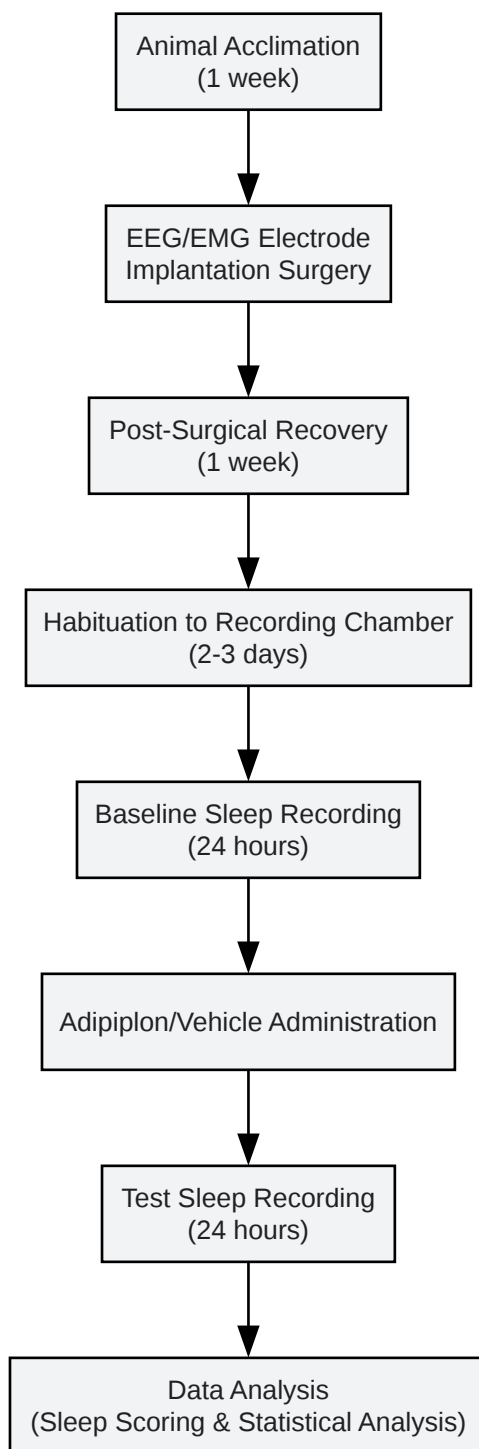 Animal Acclimation
(1 week)
EEG/EMG Electrode
Implantation Surgery
Post-Surgical Recovery
(1 week)
Habituation to Recording Chamber
(2-3 days)
Baseline Sleep Recording
(24 hours)
Adipiplon/Vehicle Administration
Test Sleep Recording
(24 hours)
Data Analysis
(Sleep Scoring & Statistical Analysis)